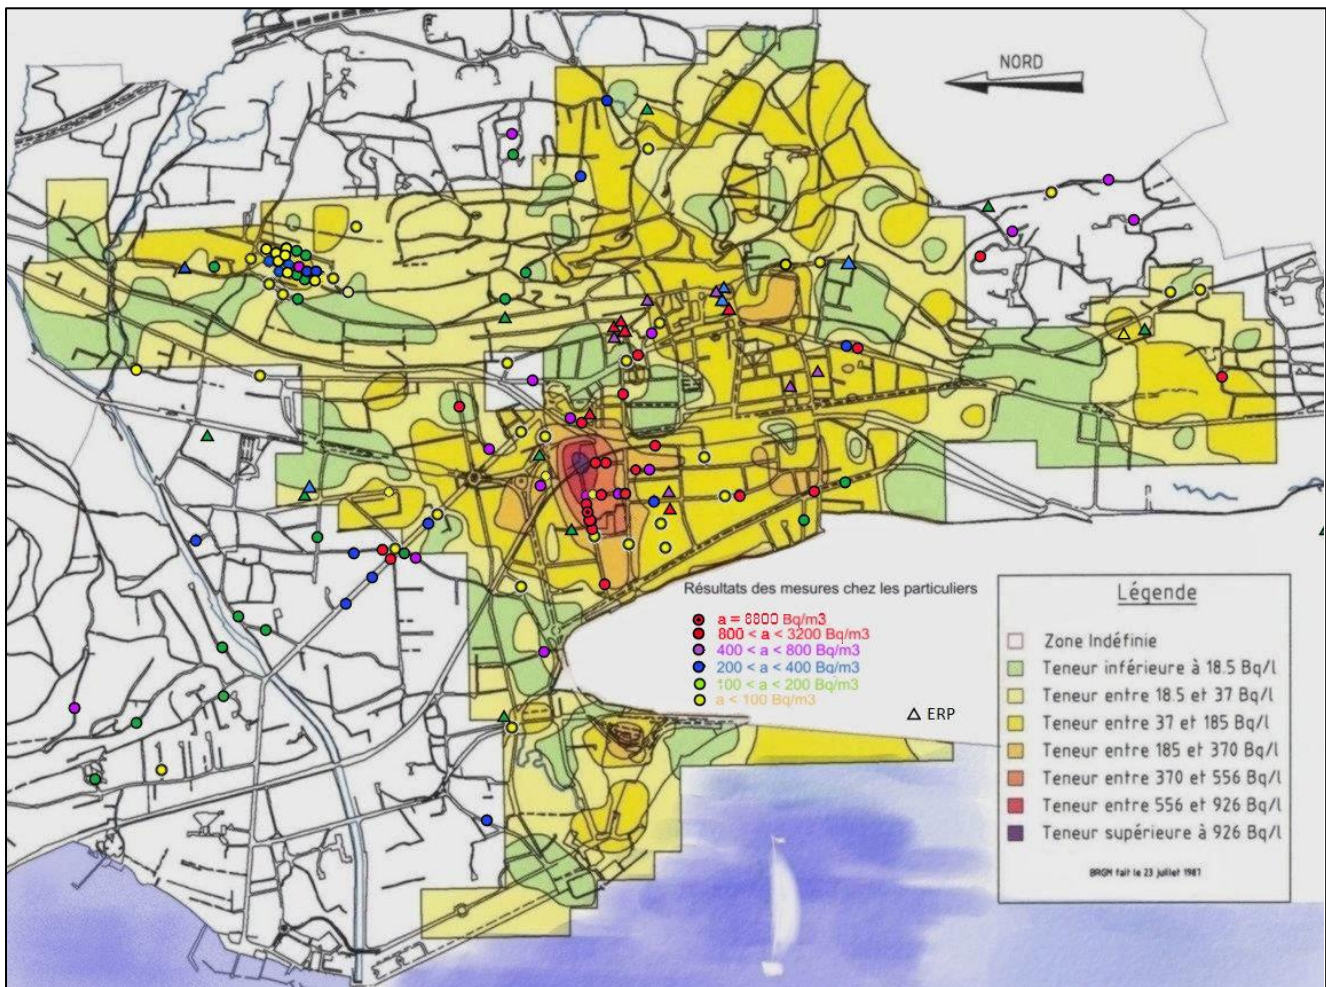 NORD
Résultats des mesures chez les particuliers
a = 8800 Bq/m3
800 < a < 3200 Bq/m3
400 < a < 800 Bq/m3
200 < a < 400 Bq/m3
100 < a < 200 Bq/m3
a < 100 Bq/m3
ERP
Légende
Zone Indéfinie
Teneur inférieure à 18.5 Bq/l
Teneur entre 18.5 et 37 Bq/l
Teneur entre 37 et 185 Bq/l
Teneur entre 185 et 370 Bq/l
Teneur entre 370 et 556 Bq/l
Teneur entre 556 et 926 Bq/l
Teneur supérieure à 926 Bq/l
BRGM fait le 23 juillet 1981